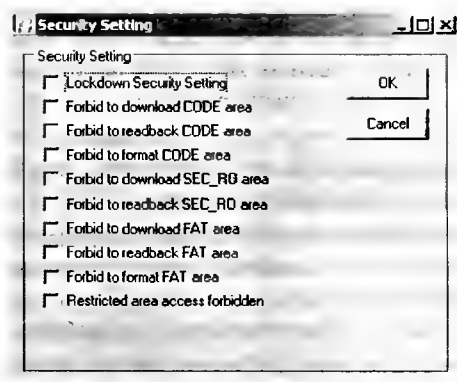 Security Setting
Security Setting
Lockdown Security Setting
OK
Forbid to download CODE area
Forbid to readback CODE area
Cancel
Forbid to format CODE area
Forbid to download SEC_RO area
Forbid to readback SEC_RO area
Forbid to download FAT area
Forbid to readback FAT area
Forbid to format FAT area
Restricted area access forbidden